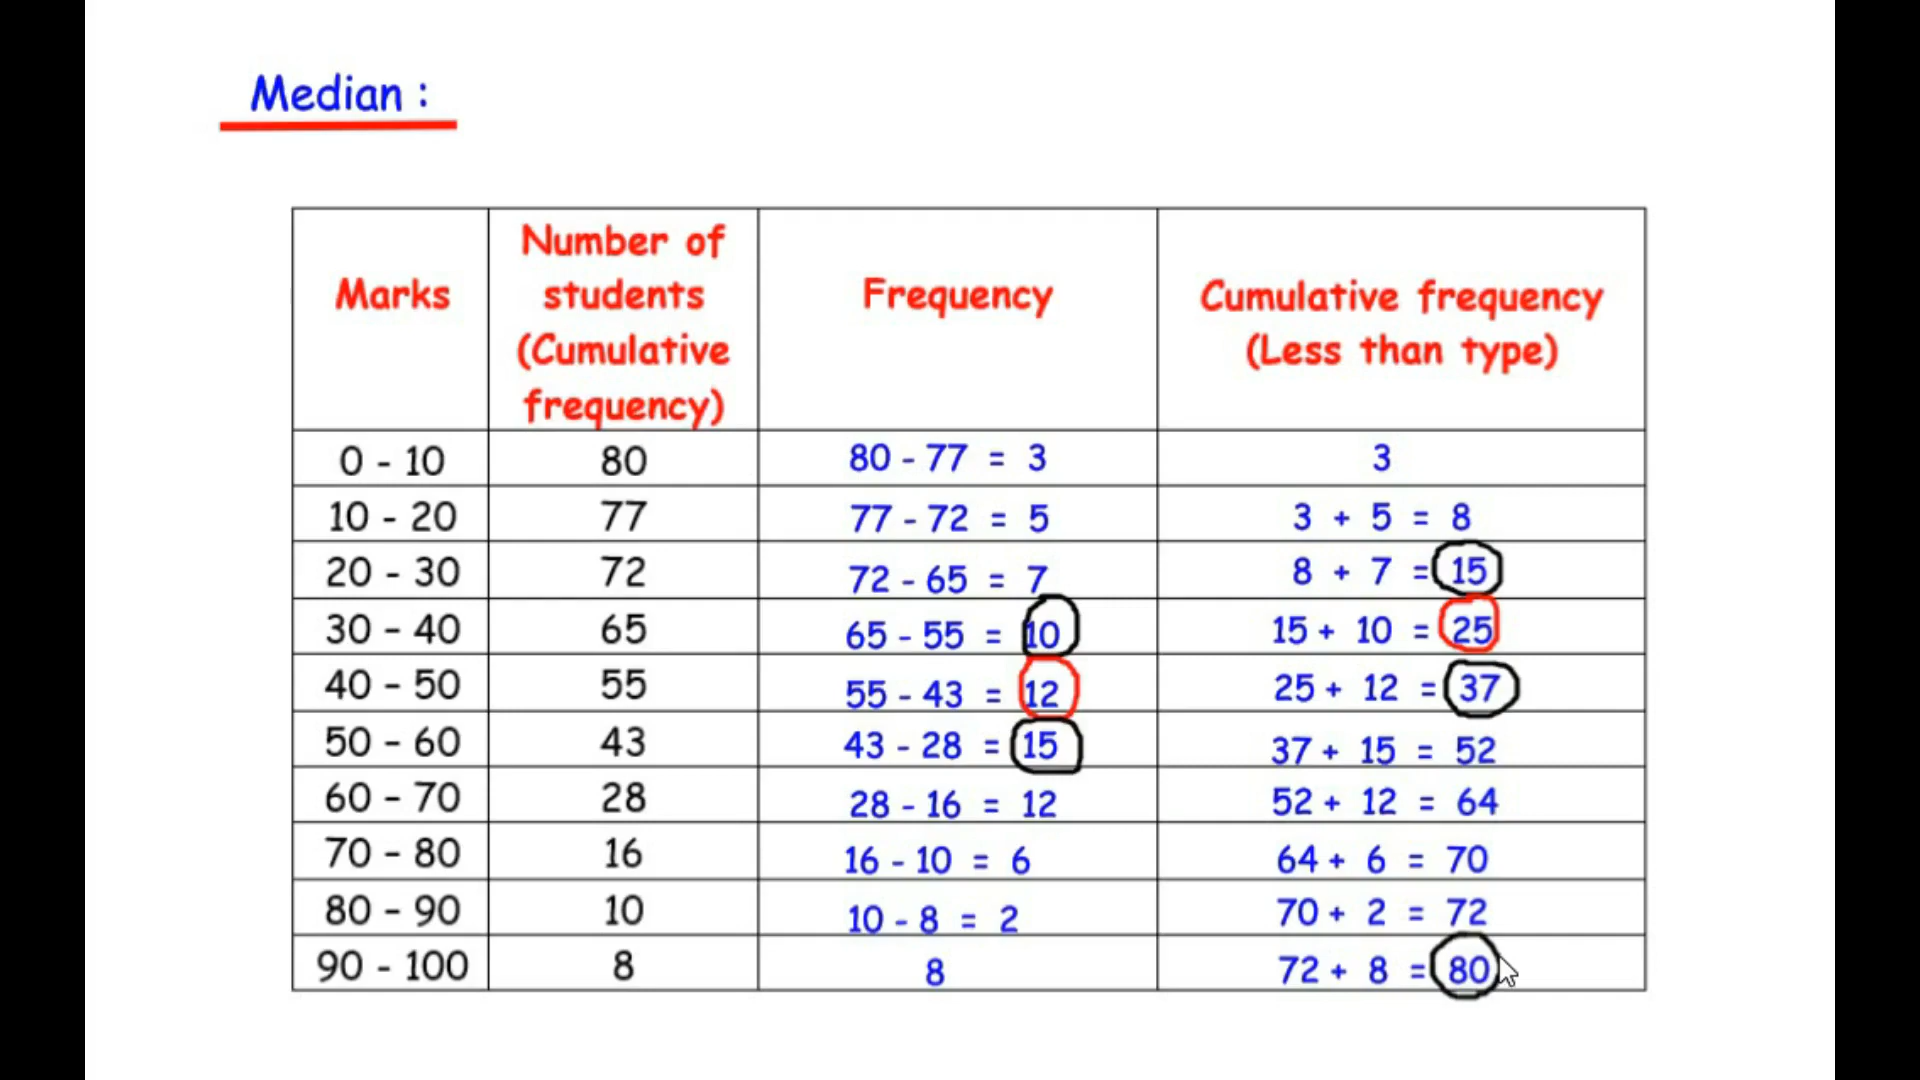 Median :
Marks | Number of students (Cumulative frequency) | Frequency | Cumulative frequency (Less than type)
0 - 10 | 80 | 80 - 77 = 3 | 3
10 - 20 | 77 | 77 - 72 = 5 | 3 + 5 = 8
20 - 30 | 72 | 72 - 65 = 7 | 8 + 7 = 15
30 - 40 | 65 | 65 - 55 = 10 | 15 + 10 = 25
40 - 50 | 55 | 55 - 43 = 12 | 25 + 12 = 37
50 - 60 | 43 | 43 - 28 = 15 | 37 + 15 = 52
60 - 70 | 28 | 28 - 16 = 12 | 52 + 12 = 64
70 - 80 | 16 | 16 - 10 = 6 | 64 + 6 = 70
80 - 90 | 10 | 10 - 8 = 2 | 70 + 2 = 72
90 - 100 | 8 | 8 | 72 + 8 = 80